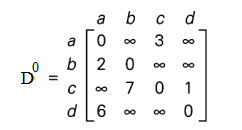 a b c d
a 0 ∞ 3 ∞
b 2 0 ∞ ∞
D⁰ = c ∞ 7 0 1
d 6 ∞ ∞ 0